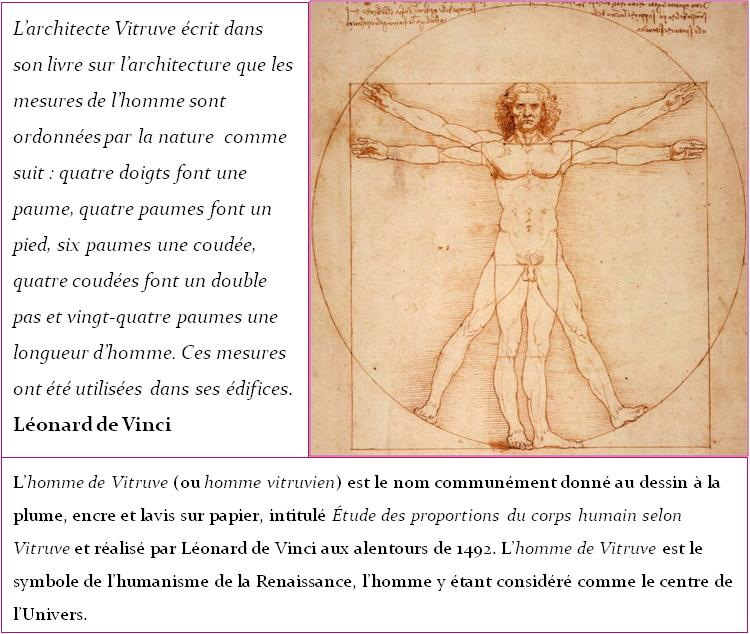 L'architecte Vitruve écrit dans
son livre sur l'architecture que les
mesures de l'homme sont
ordonnées par la nature comme
suit : quatre doigts font une
paume, quatre paumes font un
pied, six paumes une coudée,
quatre coudées font un double
pas et vingt-quatre paumes une
longueur d'homme. Ces mesures
ont été utilisées dans ses édifices.
Léonard de Vinci
L'homme de Vitruve (ou homme vitruvien) est le nom communément donné au dessin à la
plume, encre et lavis sur papier, intitulé Étude des proportions du corps humain selon
Vitruve et réalisé par Léonard de Vinci aux alentours de 1492. L'homme de Vitruve est le
symbole de l'humanisme de la Renaissance, l'homme y étant considéré comme le centre de
l'Univers.